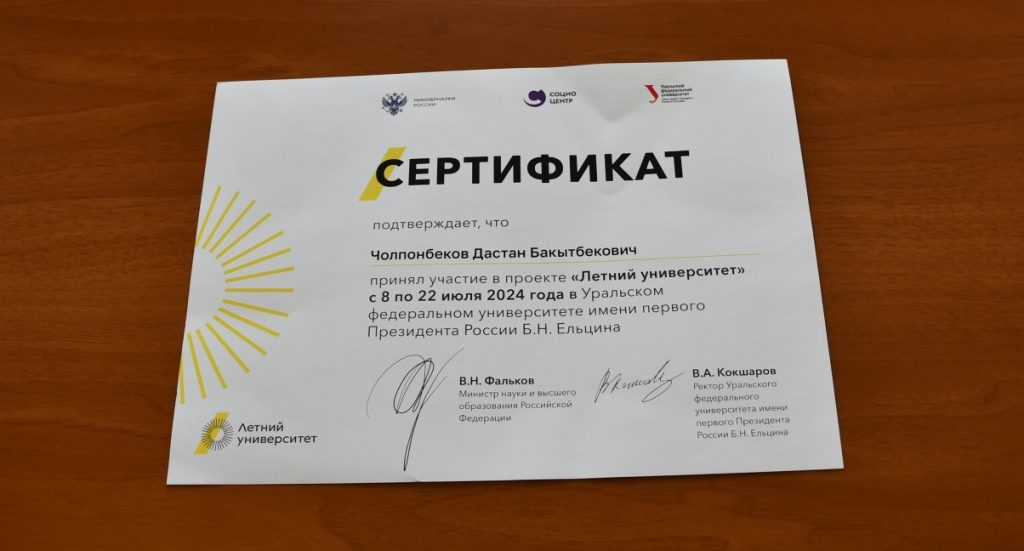 МИНОБРНАУКИ
РОССИИ
СОЦИО
ЦЕНТР
Уральский
федеральный
университет
СЕРТИФИКАТ
подтверждает, что
Чолпонбеков Дастан Бакытбекович
принял участие в проекте «Летний университет»
с 8 по 22 июля 2024 года в Уральском
федеральном университете имени первого
Президента России Б.Н. Ельцина
В.Н. Фальков
Министр науки и высшего
образования Российской
Федерации
В.А. Кокшаров
Ректор Уральского
федерального
университета имени
первого Президента
России Б.Н. Ельцина
Летний
университет